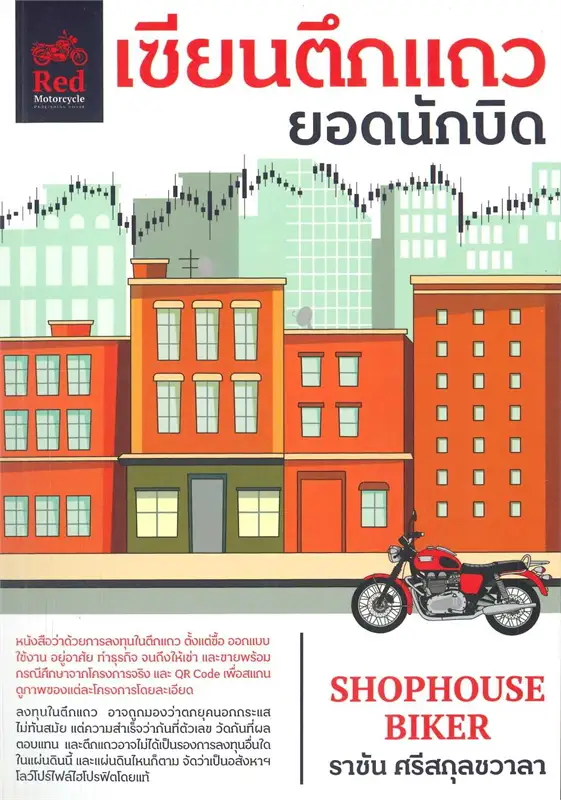 Red
Motorcycle
PUBLISHING HOUSE
เซียนตึกแถว
ยอดนักบิด
หนังสือว่าด้วยการลงทุนในตึกแถว ตั้งแต่ซื้อ ออกแบบ
ใช้งาน อยู่อาศัย ทำธุรกิจ จนถึงให้เช่า และขายพร้อม
กรณีศึกษาจากโครงการจริง และ QR Code เพื่อสแกน
ดูภาพของแต่ละโครงการโดยละเอียด
ลงทุนในตึกแถว อาจถูกมองว่าตกยุคนอกกระแส
ไม่ทันสมัย แต่ความสำเร็จว่ากันที่ตัวเลข วัดกันที่ผล
ตอบแทน และตึกแถวอาจไม่ได้เป็นรองการลงทุนอื่นใด
ในแผ่นดินนี้ และแผ่นดินไหนก็ตาม จัดว่าเป็นอสังหาฯ
โลว์โปร์ไฟล์ไฮโปรฟิตโดยแท้
SHOPHOUSE
BIKER
ราชัน ศรีสกุลชวาลา